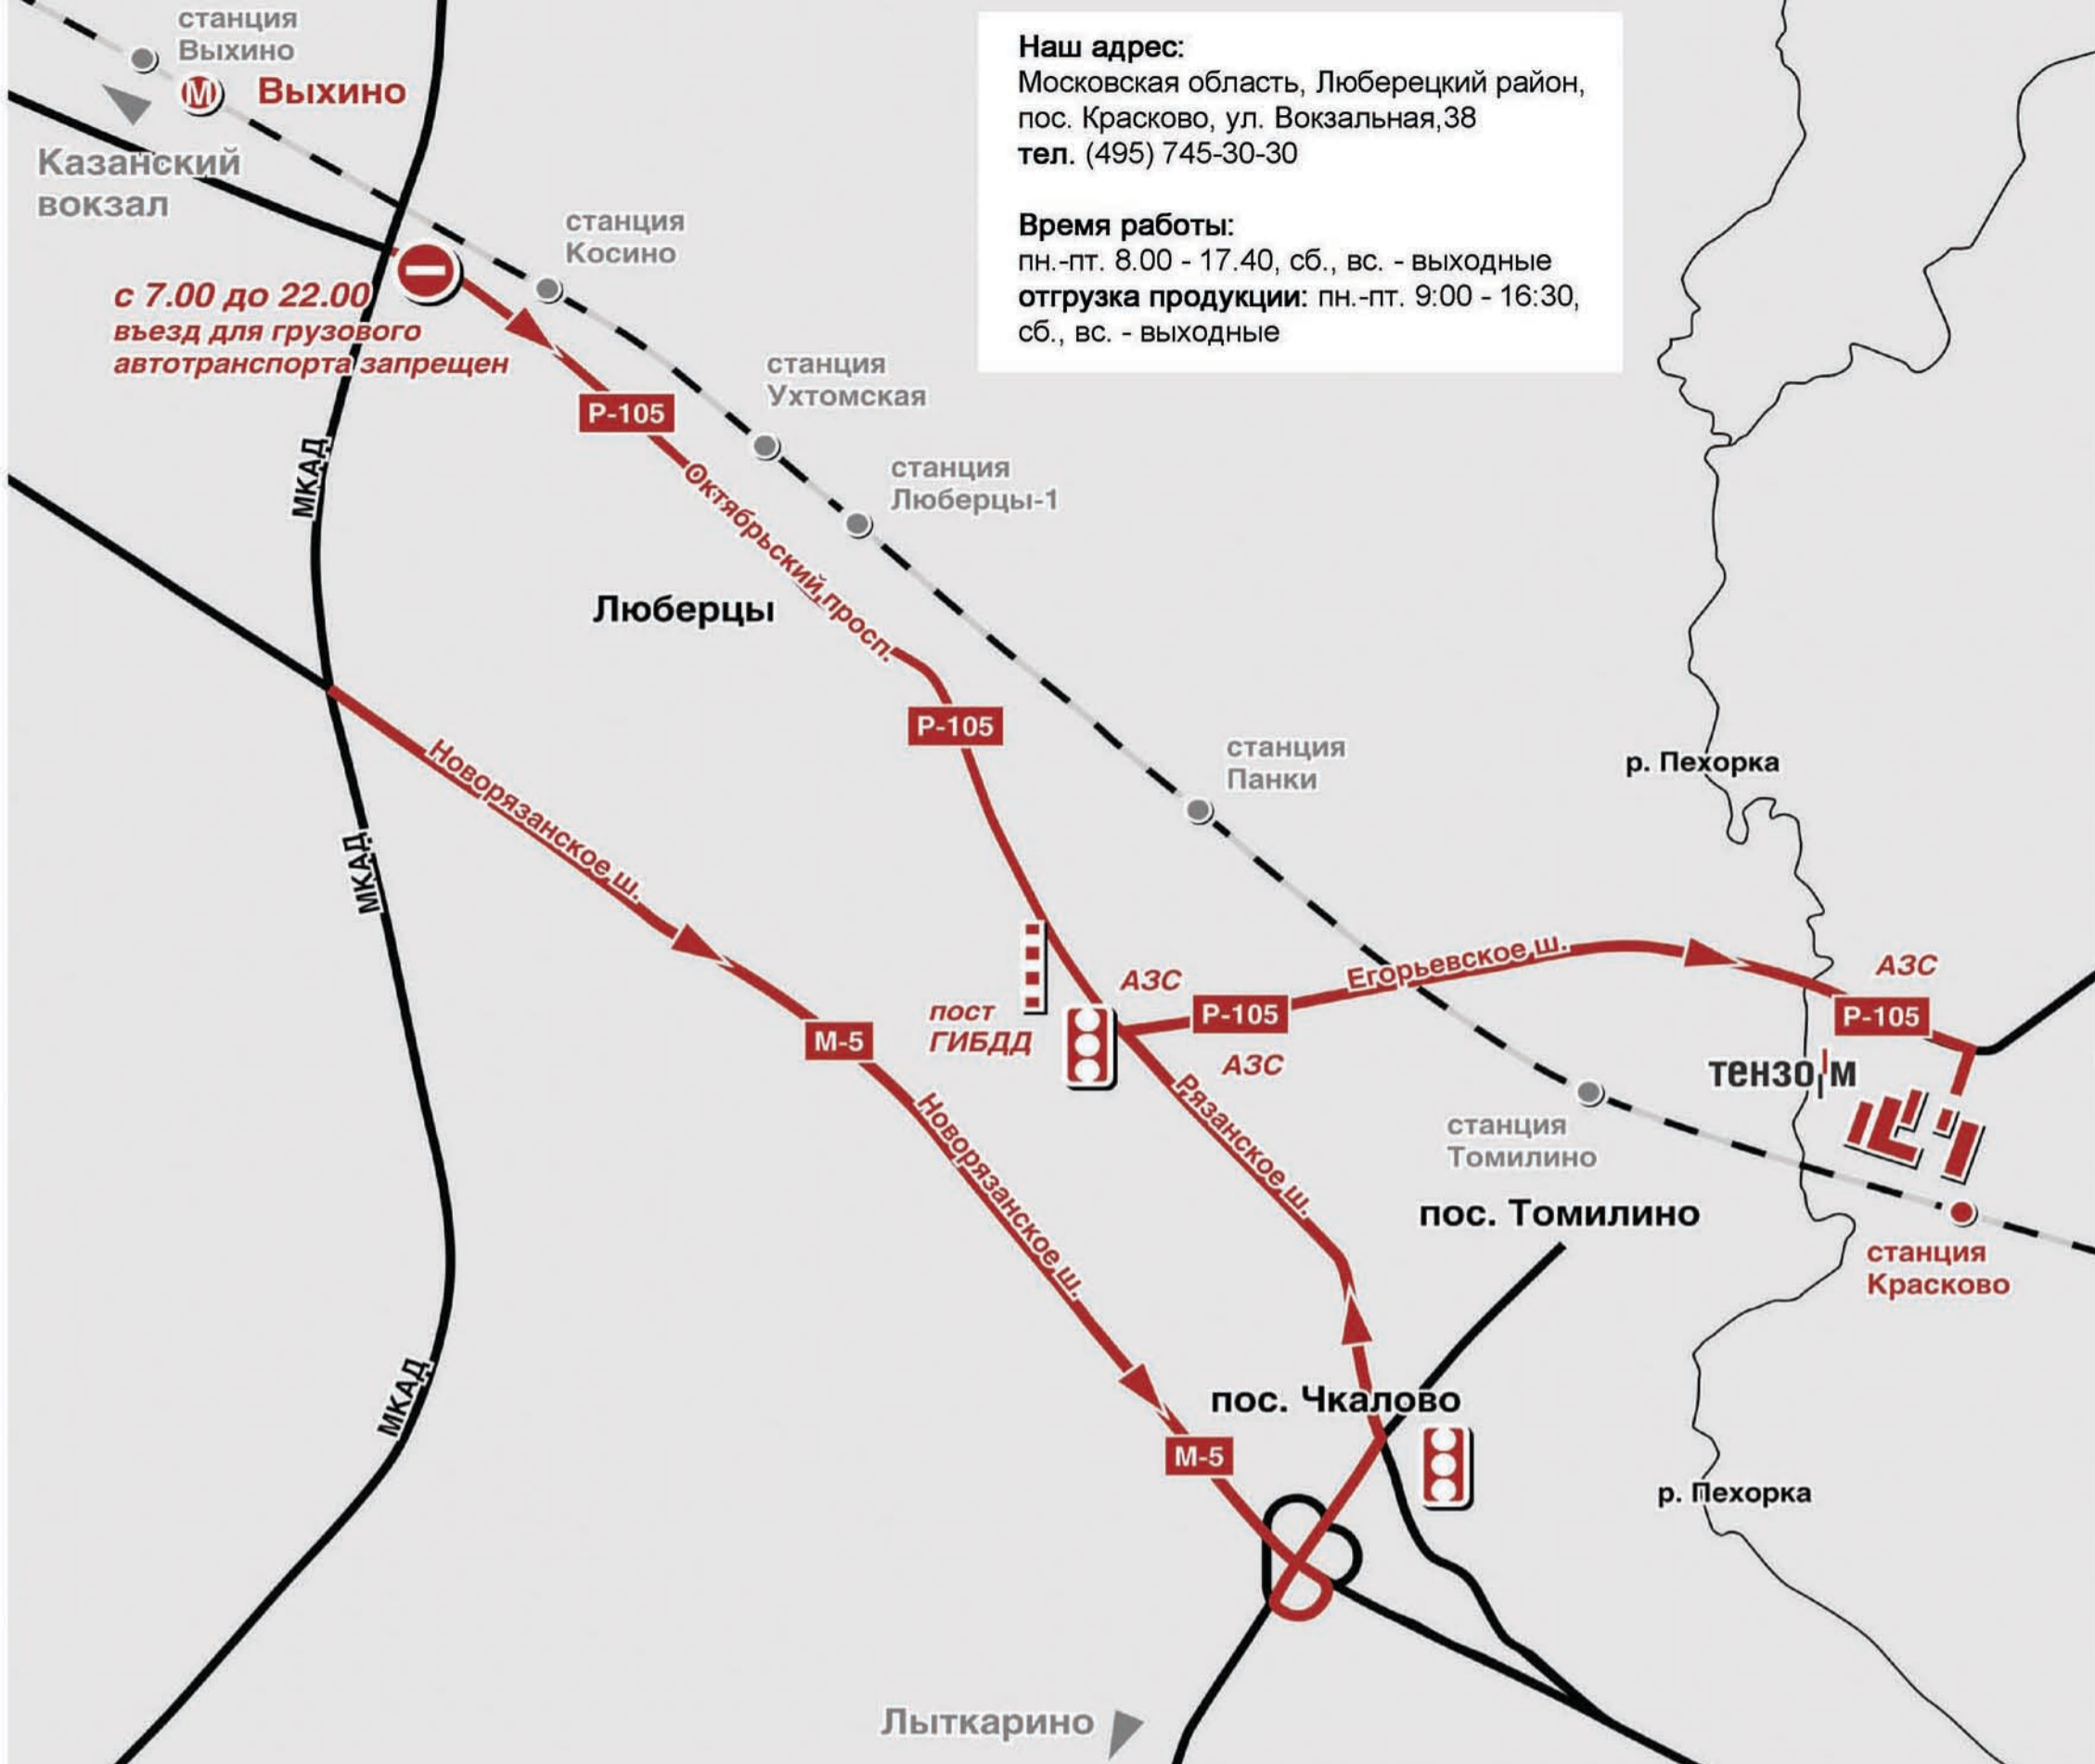 станция
Выхино
М Выхино
Казанский
вокзал
с 7.00 до 22.00
въезд для грузового
автотранспорта запрещен
станция
Косино
Наш адрес:
Московская область, Люберецкий район,
пос. Красково, ул. Вокзальная,38
тел. (495) 745-30-30
Время работы:
пн.-пт. 8.00 - 17.40, сб., вс. - выходные
отгрузка продукции: пн.-пт. 9:00 - 16:30,
сб., вс. - выходные
станция
Ухтомская
Р-105
МКАД
станция
Люберцы-1
Октябрьский просп.
Люберцы
Р-105
Новорязанское ш.
МКАД
станция
Панки
р. Пехорка
М-5
пост
ГИБДД
АЗС
Р-105
АЗС
Егорьевское ш.
АЗС
Р-105
тензо м
Новорязанское ш.
Рязанское ш.
станция
Томилино
пос. Томилино
станция
Красково
МКАД
пос. Чкалово
М-5
р. Пехорка
Лыткарино